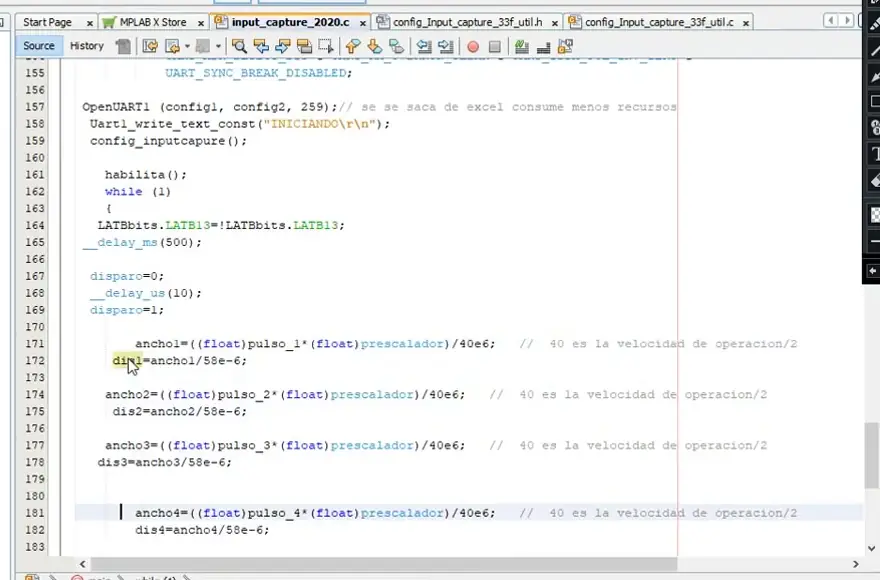 Start Page x MPLAB X Store x input_capture_2020.c x config_Input_capture_33f_util.h x config_Input_capture_33f_util.c x
Source History
155 UART_SYNC_BREAK_DISABLED;
156
157 OpenUART1 (config1, config2, 259);// se se saca de excel consume menos recursos
158 Uart1_write_text_const("INICIANDO\r\n");
159 config_inputcapure();
160
161 habilita();
162 while (1)
163 {
164 LATBbits.LATB13=!LATBbits.LATB13;
165 __delay_ms(500);
166
167 disparo=0;
168 __delay_us(10);
169 disparo=1;
170
171 ancho1=((float)pulso_1*(float)prescalador)/40e6; // 40 es la velocidad de operacion/2
172 dis1=ancho1/58e-6;
173
174 ancho2=((float)pulso_2*(float)prescalador)/40e6; // 40 es la velocidad de operacion/2
175 dis2=ancho2/58e-6;
176
177 ancho3=((float)pulso_3*(float)prescalador)/40e6; // 40 es la velocidad de operacion/2
178 dis3=ancho3/58e-6;
179
180
181 ancho4=((float)pulso_4*(float)prescalador)/40e6; // 40 es la velocidad de operacion/2
182 dis4=ancho4/58e-6;
183